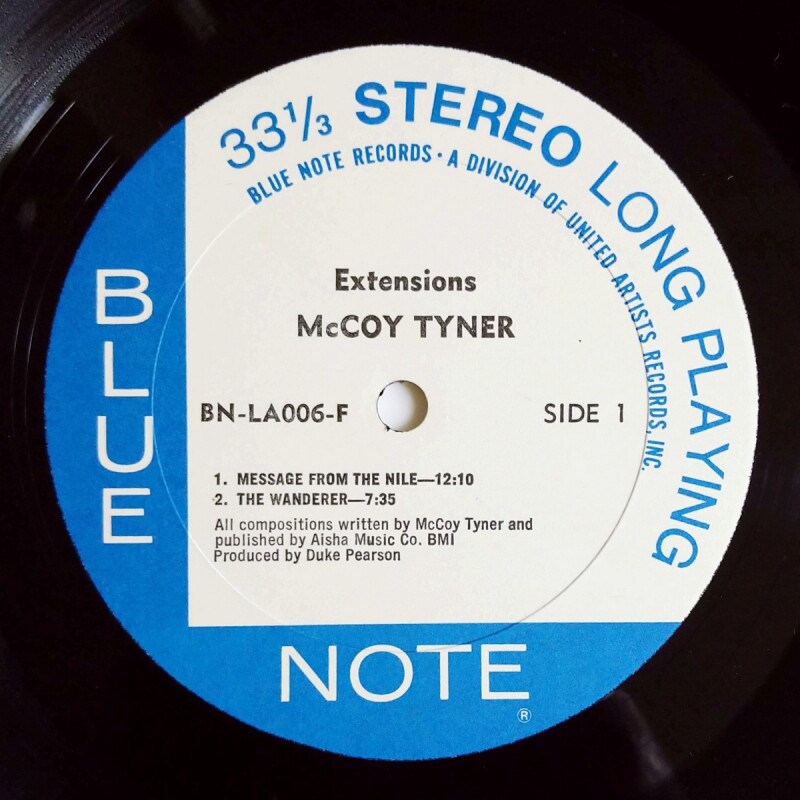 33⅓ STEREO LONG PLAYING
BLUE NOTE RECORDS · A DIVISION OF UNITED ARTISTS RECORDS, INC.
Extensions
McCOY TYNER
BN-LA006-F
SIDE 1
1. MESSAGE FROM THE NILE—12:10
2. THE WANDERER—7:35
All compositions written by McCoy Tyner and
published by Aisha Music Co. BMI
Produced by Duke Pearson
BLUE
NOTE
®